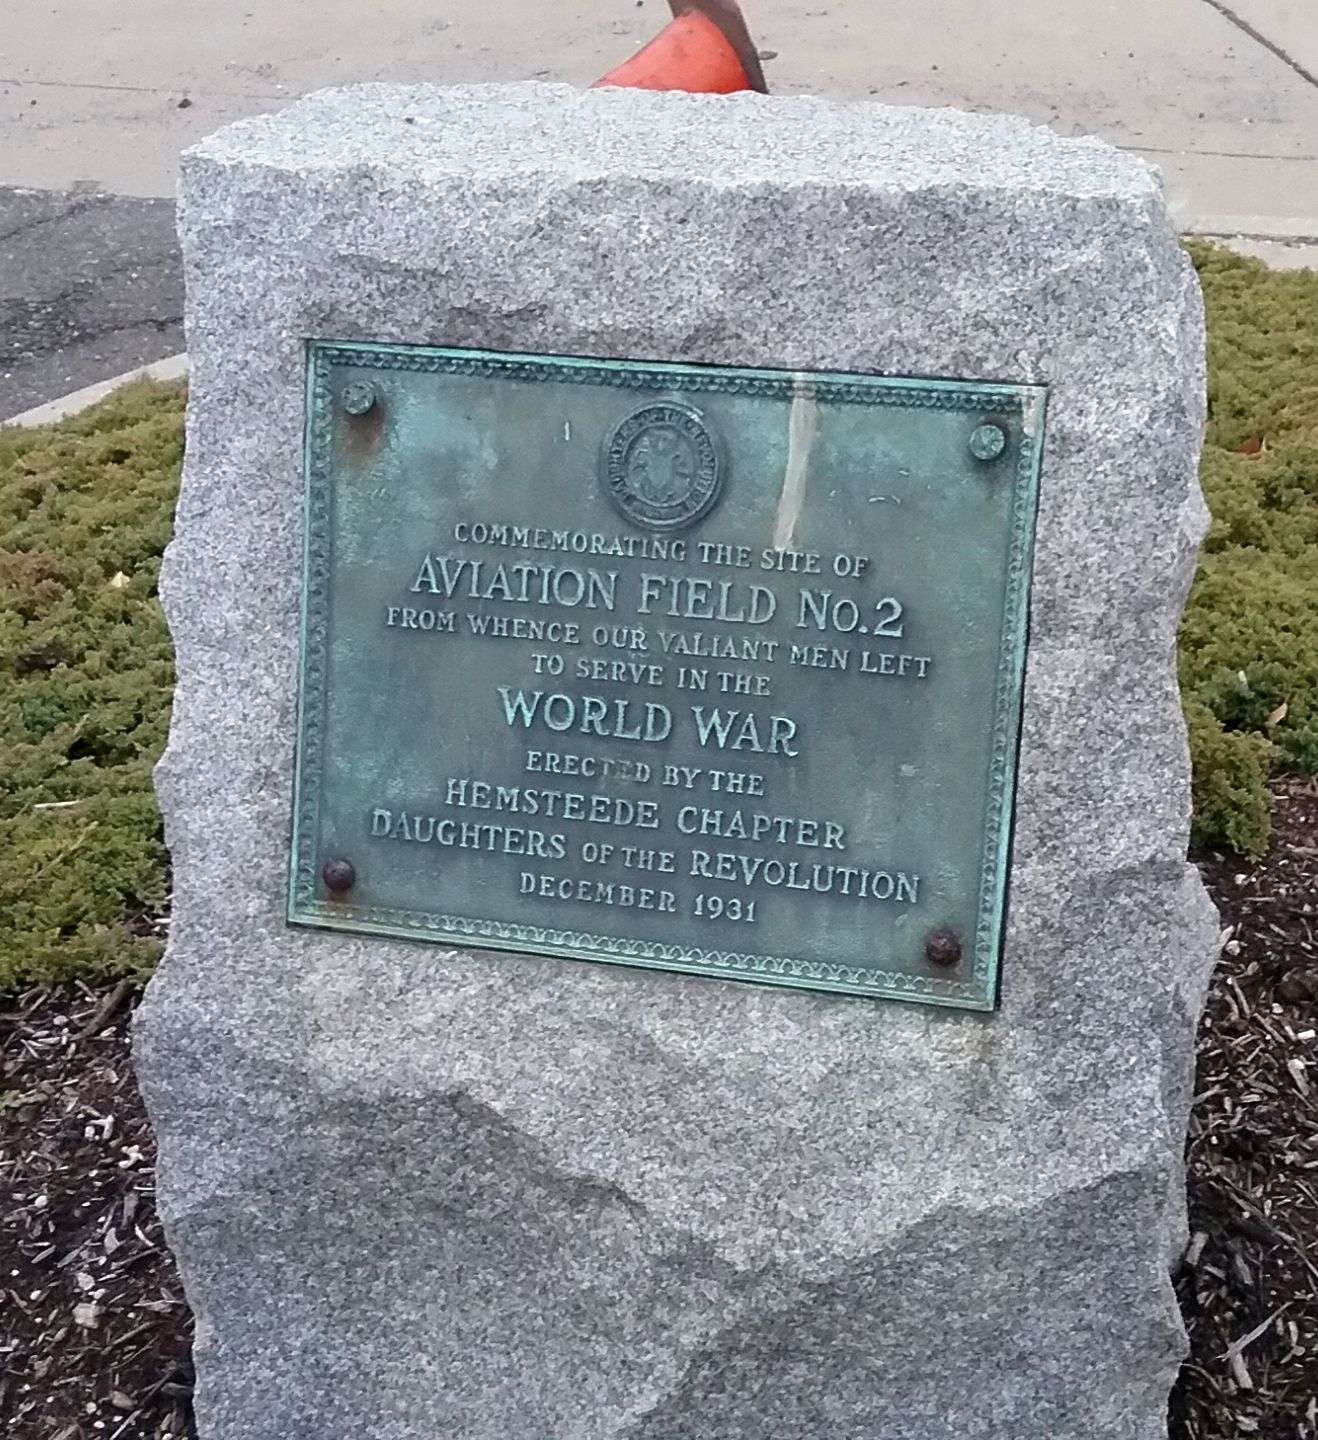 COMMEMORATING THE SITE OF
AVIATION FIELD No. 2
FROM WHENCE OUR VALIANT MEN LEFT
TO SERVE IN THE
WORLD WAR
ERECTED BY THE
HEMSTEEDE CHAPTER
DAUGHTERS OF THE REVOLUTION
DECEMBER 1931